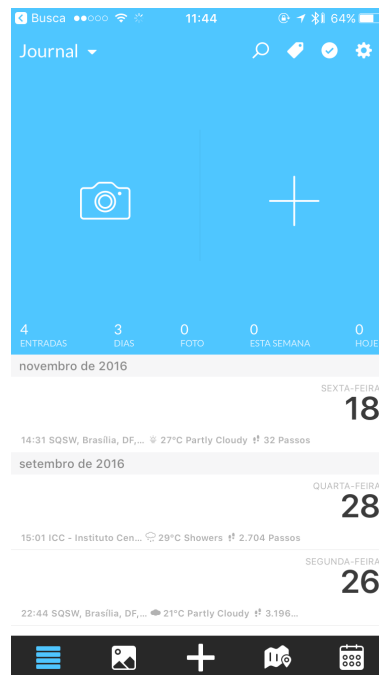 Busca 11:44 64%
Journal
4 3 0 0 0
ENTRADAS DIAS FOTO ESTA SEMANA HOJE
novembro de 2016
SEXTA-FEIRA
18
14:31 SQSW, Brasília, DF,... 27°C Partly Cloudy 32 Passos
setembro de 2016
QUARTA-FEIRA
28
15:01 ICC - Instituto Cen... 29°C Showers 2.704 Passos
SEGUNDA-FEIRA
26
22:44 SQSW, Brasília, DF,... 21°C Partly Cloudy 3.196...